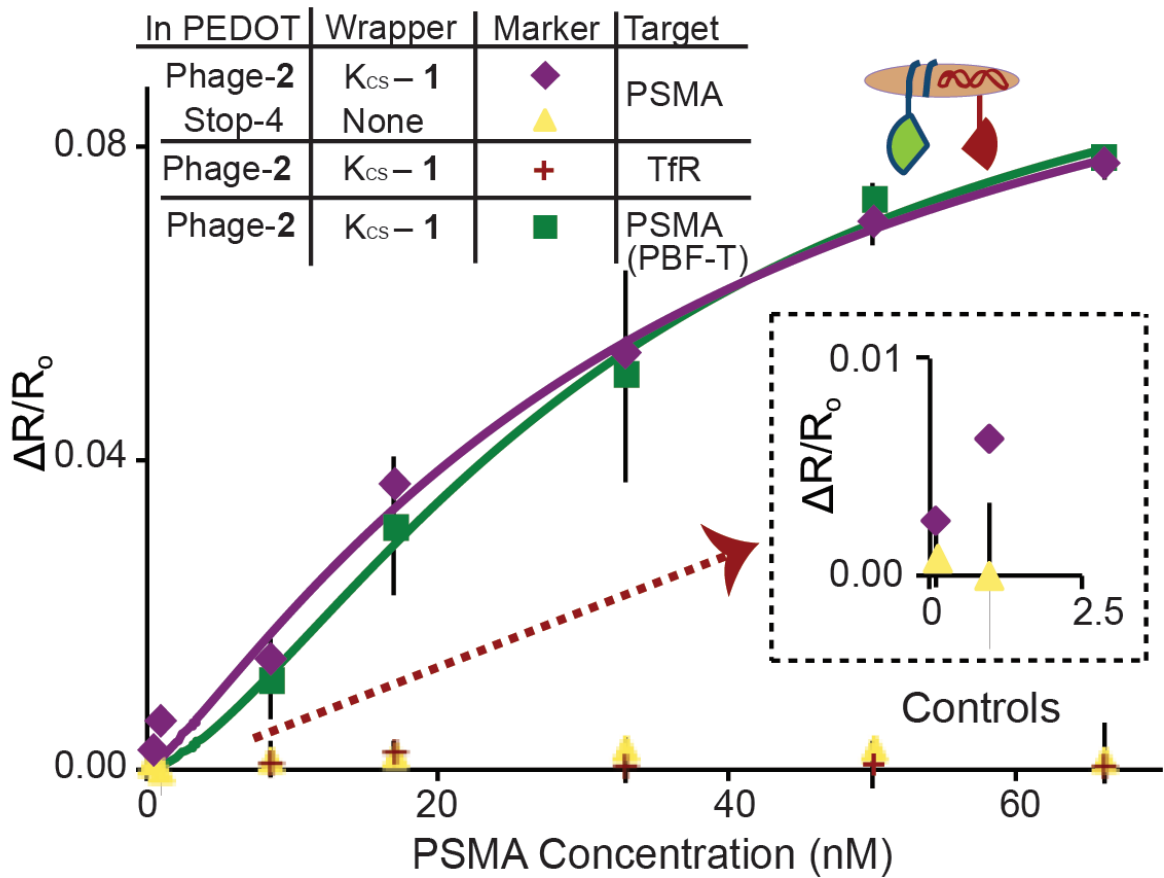 In PEDOT Wrapper Marker Target
Phage-2 KCS – 1 PSMA
Stop-4 None
Phage-2 KCS – 1 TfR
Phage-2 KCS – 1 PSMA
(PBF-T)
0.08
0.04
0.00
ΔR/Ro
0 20 40 60
PSMA Concentration (nM)
0.01
0.00
ΔR/Ro
0 2.5
Controls